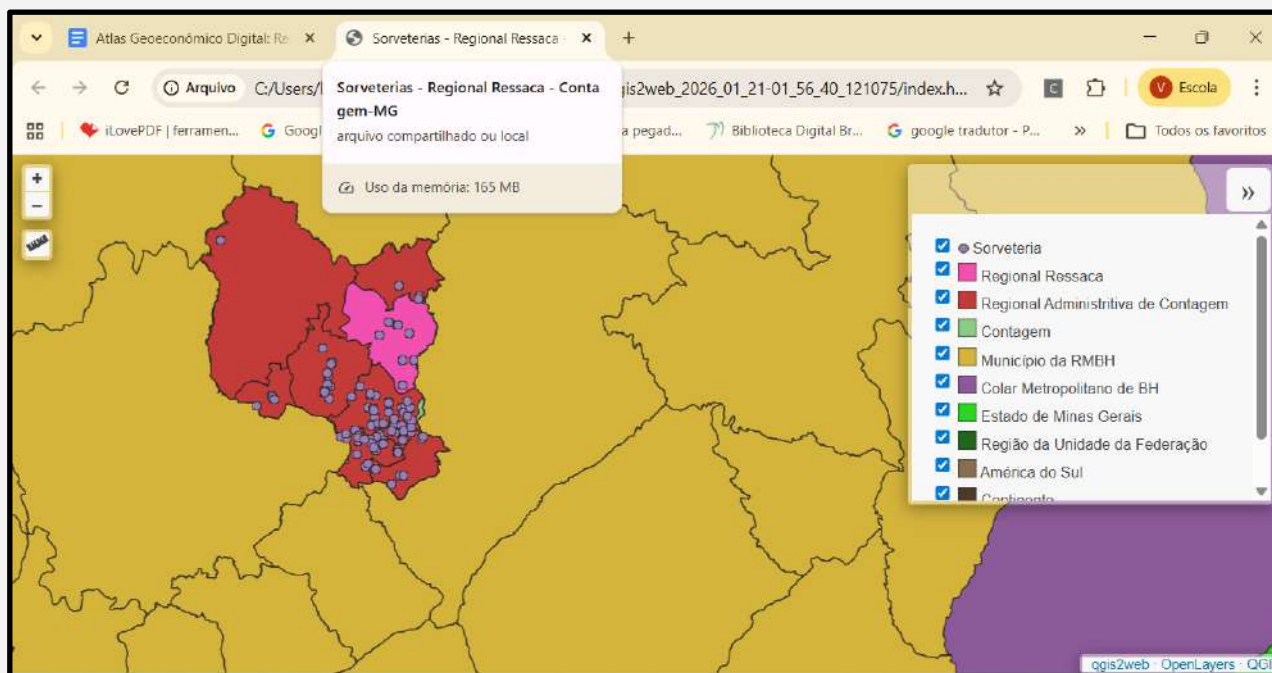 Atlas Geoeconômico Digital: Re
Sorveterias - Regional Ressaca -
Arquivo
C:/Users/
gis2web_2026_01_21-01_56_40_121075/index.h...
C
V
Escola
iLovePDF | ferramen...
Googl
a pegad...
Biblioteca Digital Br...
google tradutor - P...
»
Todos os favoritos
Sorveterias - Regional Ressaca - Conta
gem-MG
arquivo compartilhado ou local
Uso da memória: 165 MB
+
−
»
Sorveteria
Regional Ressaca
Regional Administritiva de Contagem
Contagem
Município da RMBH
Colar Metropolitano de BH
Estado de Minas Gerais
Região da Unidade da Federação
América do Sul
Continente
qgis2web · OpenLayers · QGI